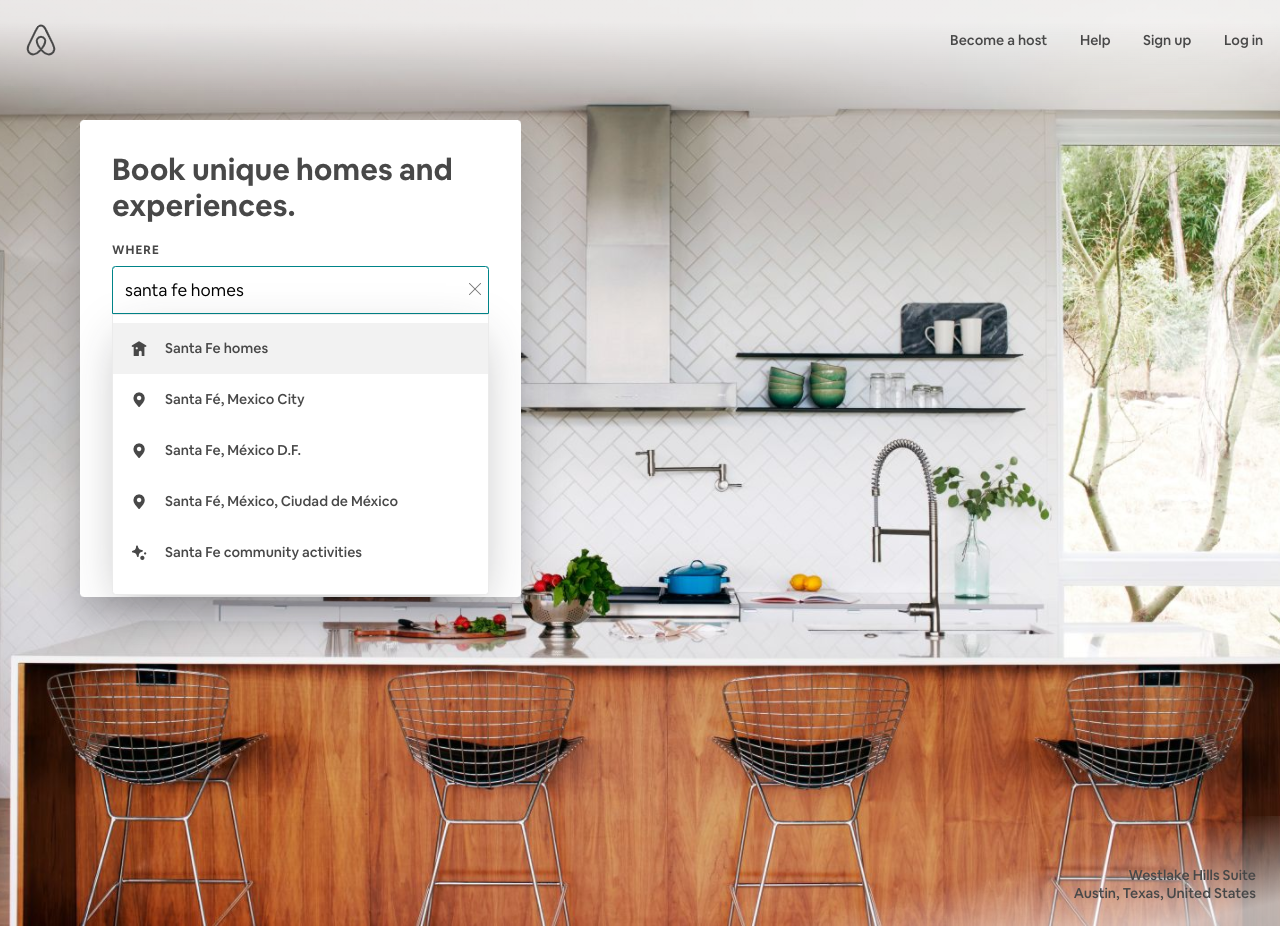 Become a host
Help
Sign up
Log in
Book unique homes and
experiences.
WHERE
santa fe homes
Santa Fe homes
Santa Fé, Mexico City
Santa Fe, México D.F.
Santa Fé, México, Ciudad de México
Santa Fe community activities
Westlake Hills Suite
Austin, Texas, United States